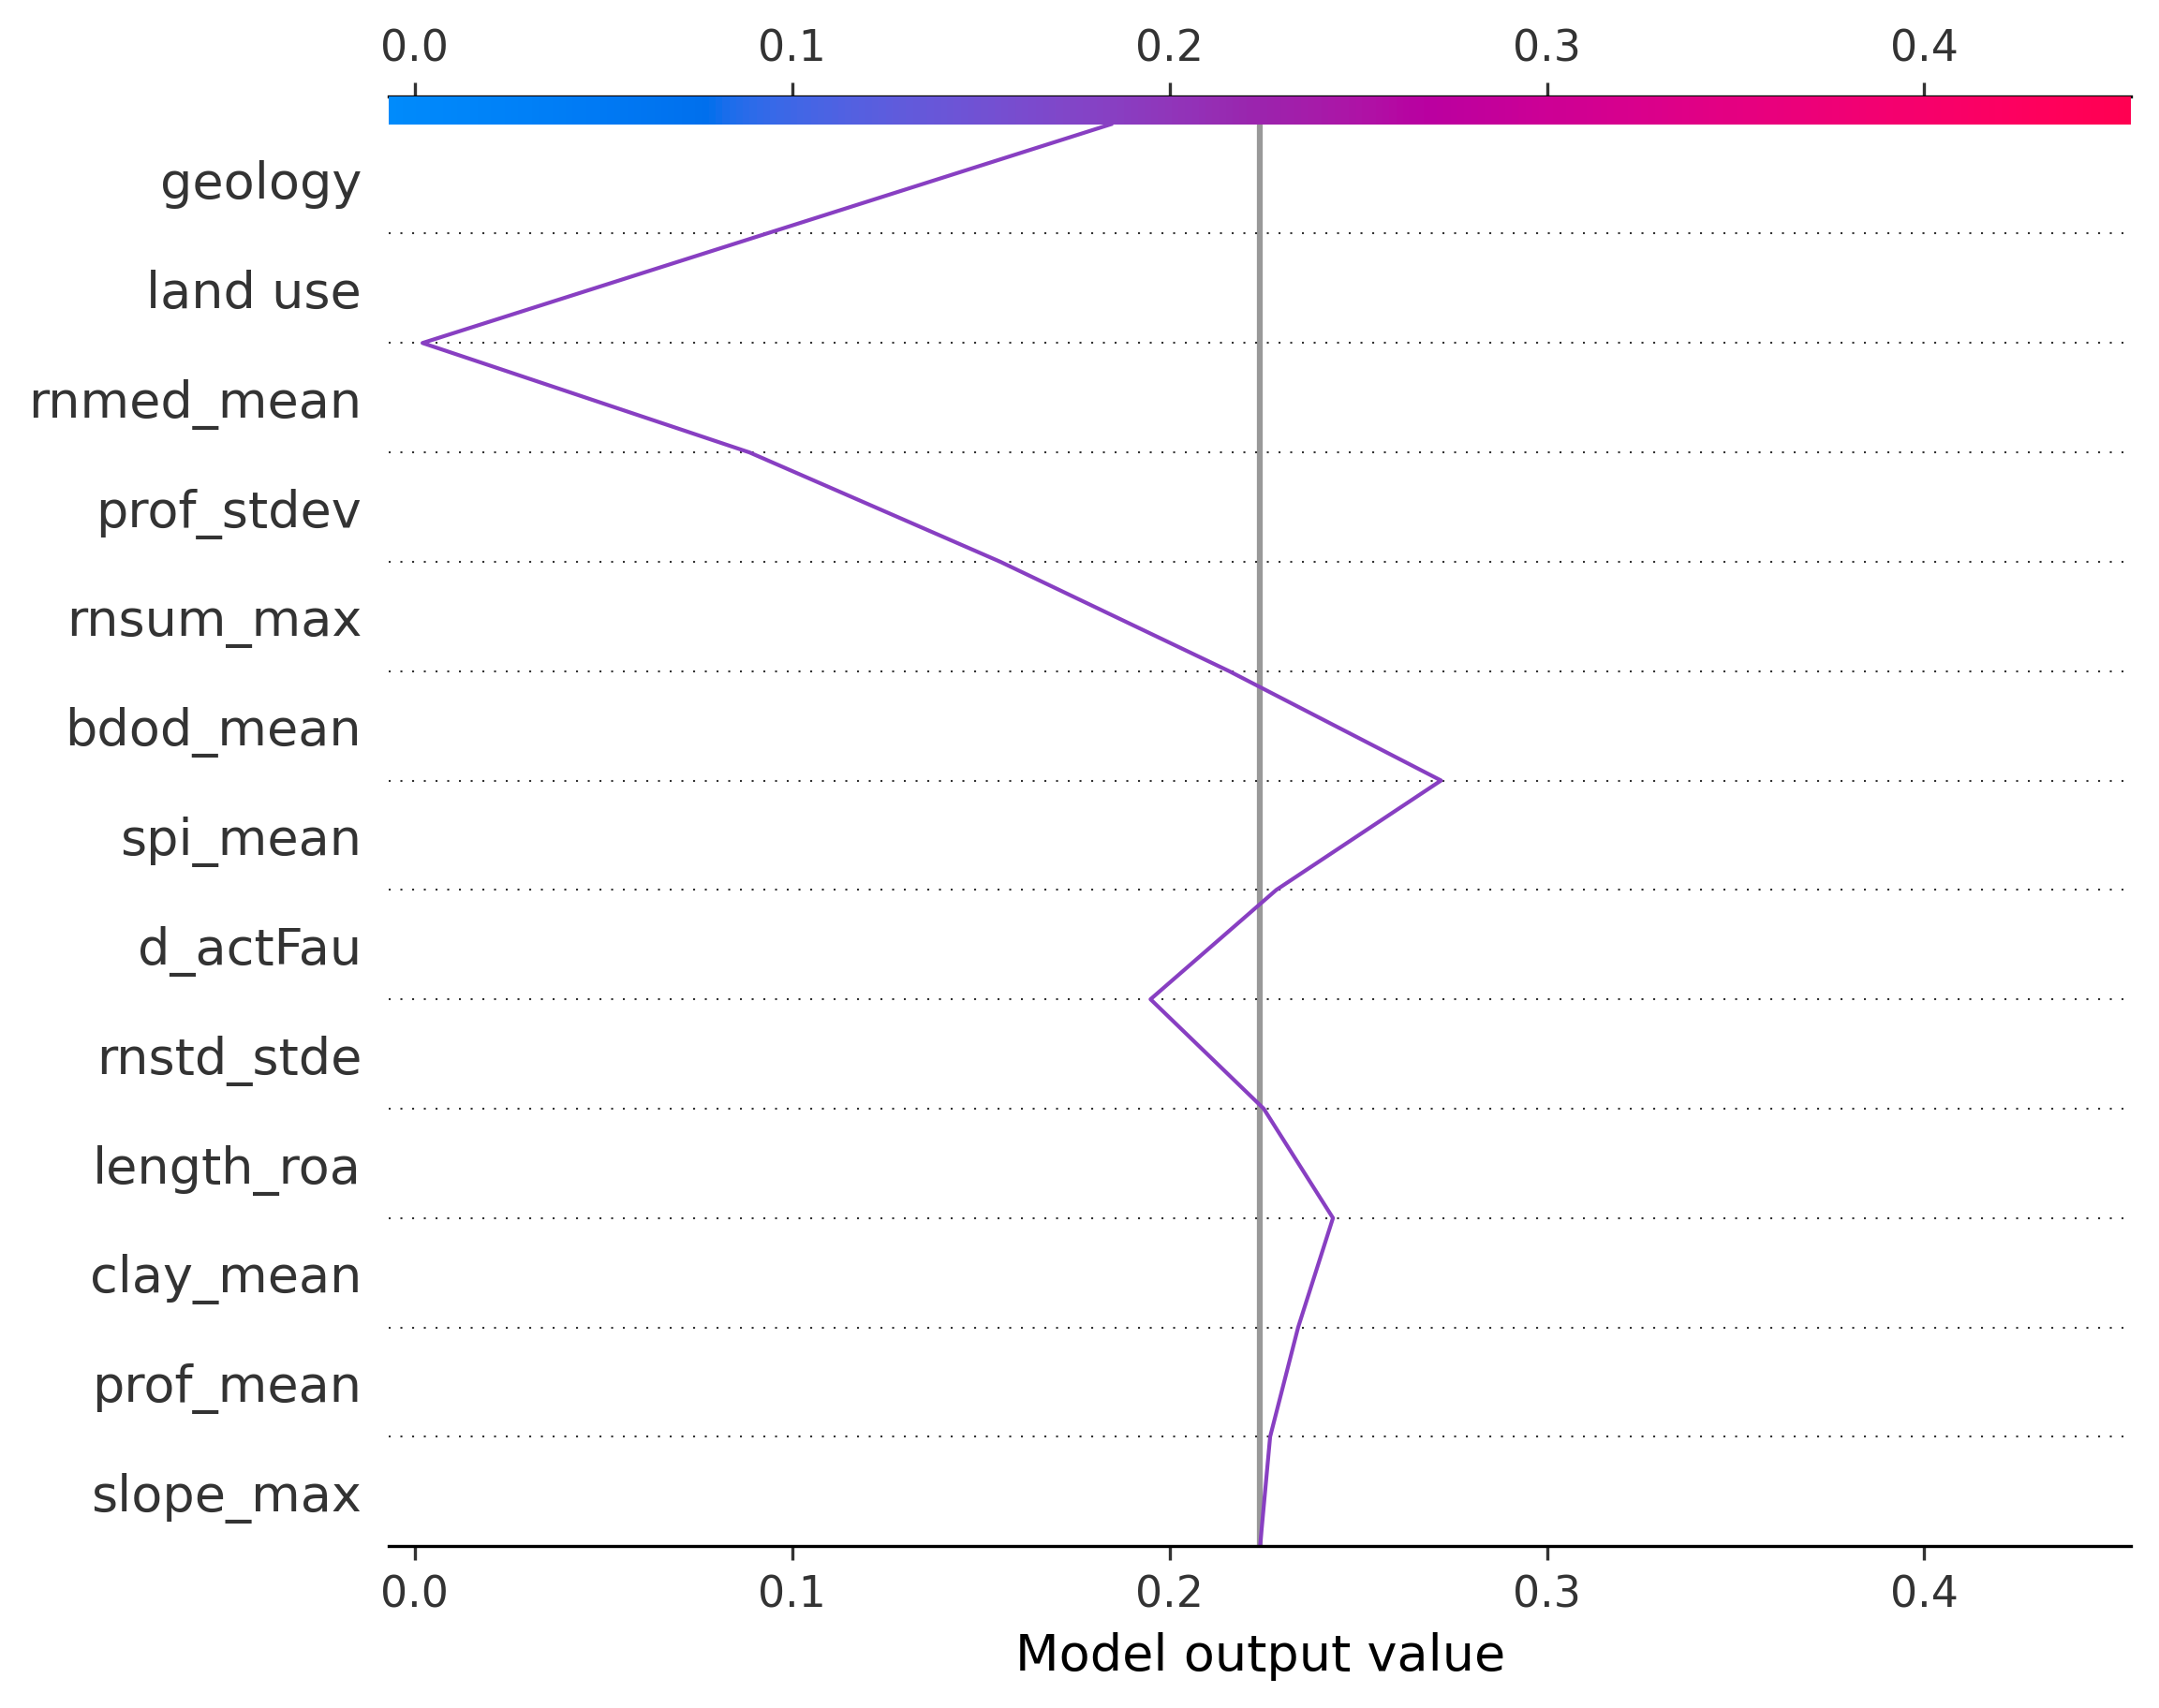 0.0 0.1 0.2 0.3 0.4
geology
land use
rnmed_mean
prof_stdev
rnsum_max
bdod_mean
spi_mean
d_actFau
rnstd_stde
length_roa
clay_mean
prof_mean
slope_max
0.0 0.1 0.2 0.3 0.4
Model output value